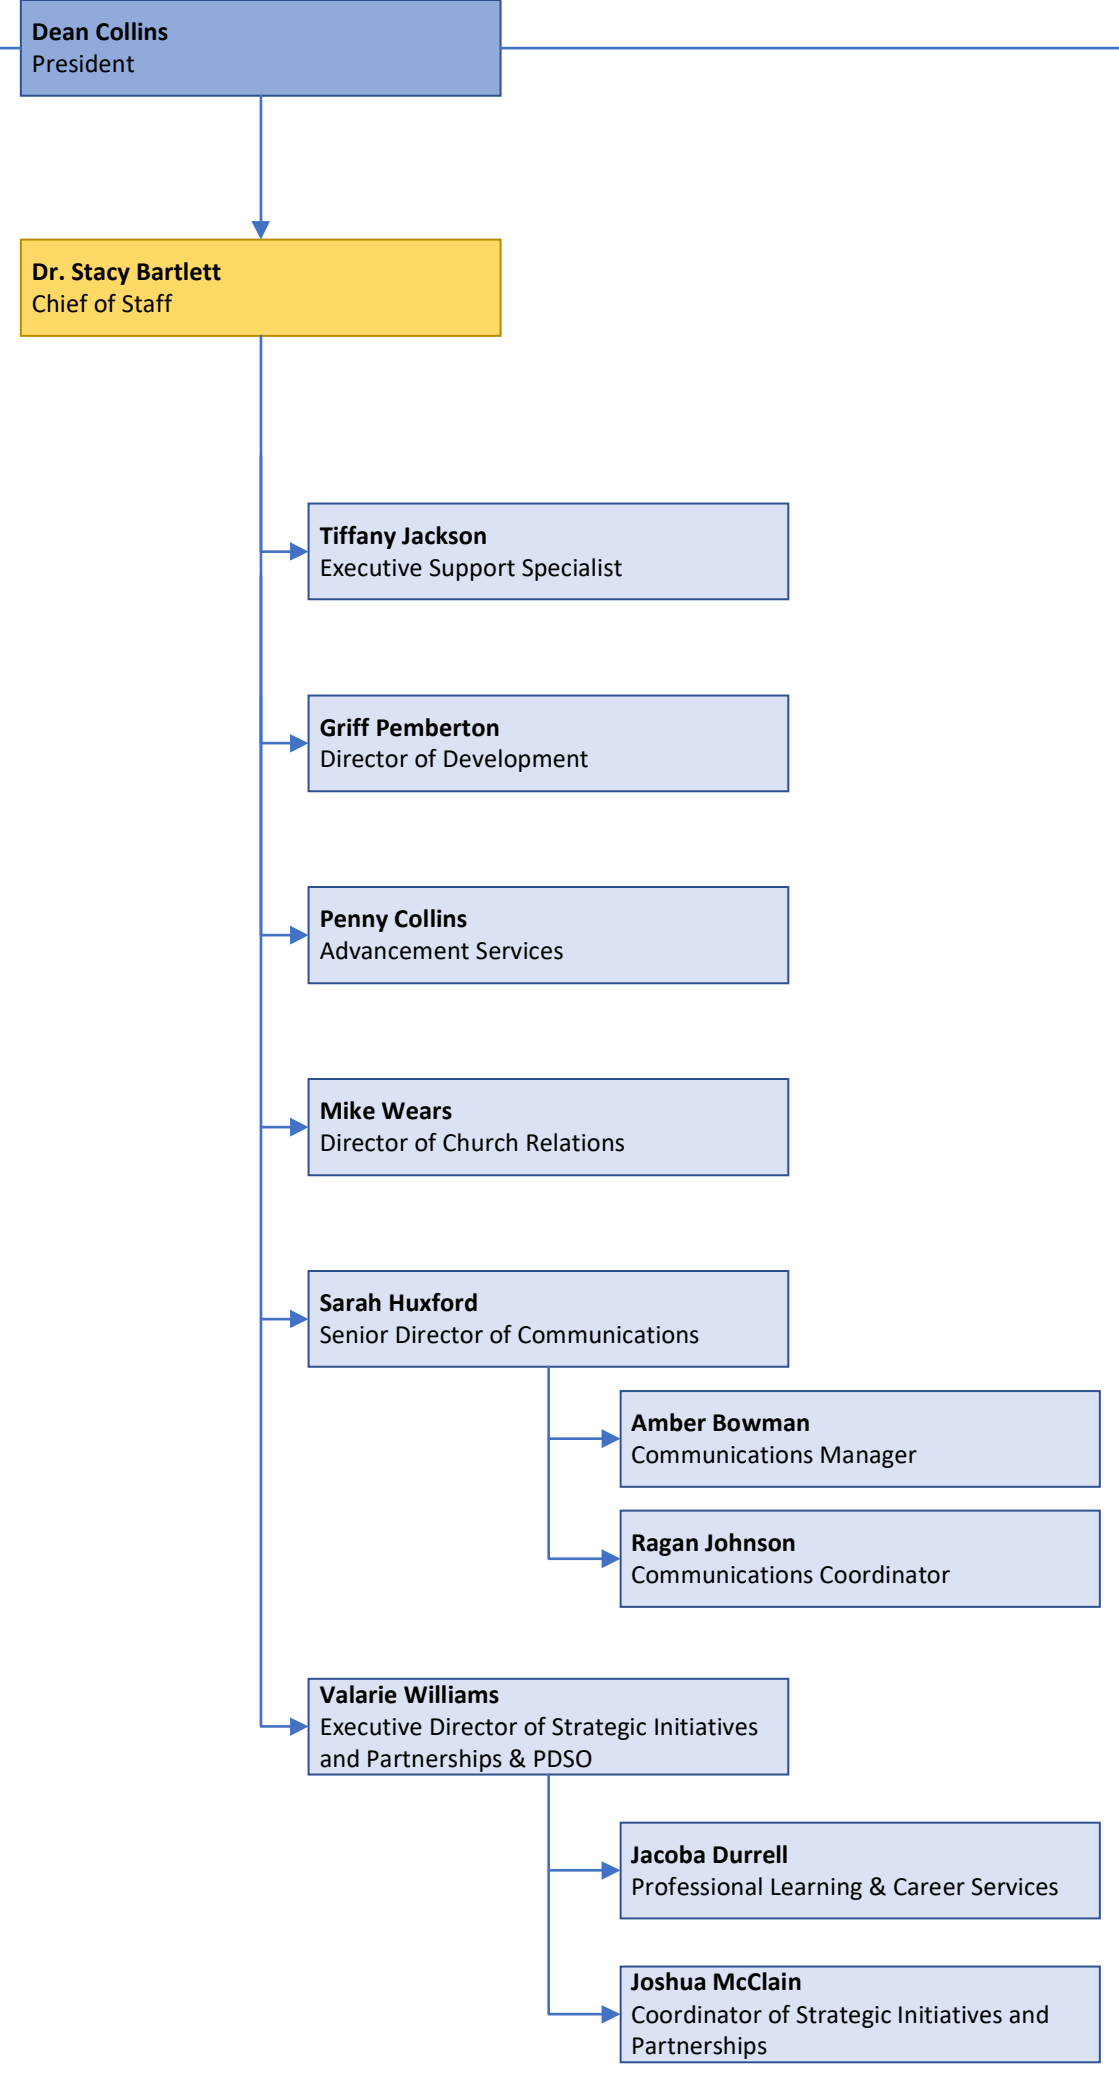 Dean Collins
President
Dr. Stacy Bartlett
Chief of Staff
Tiffany Jackson
Executive Support Specialist
Griff Pemberton
Director of Development
Penny Collins
Advancement Services
Mike Wears
Director of Church Relations
Sarah Huxford
Senior Director of Communications
Amber Bowman
Communications Manager
Ragan Johnson
Communications Coordinator
Valarie Williams
Executive Director of Strategic Initiatives
and Partnerships & PDSO
Jacoba Durrell
Professional Learning & Career Services
Joshua McClain
Coordinator of Strategic Initiatives and
Partnerships